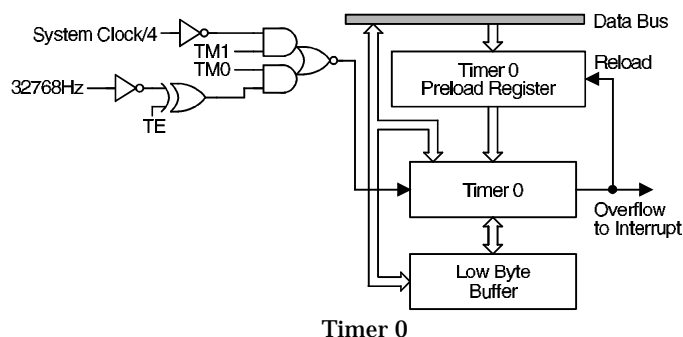 System Clock/4
TM1
TM0
32768Hz
TE
Data Bus
Timer 0
Preload Register
Reload
Timer 0
Overflow
to Interrupt
Low Byte
Buffer
Timer 0